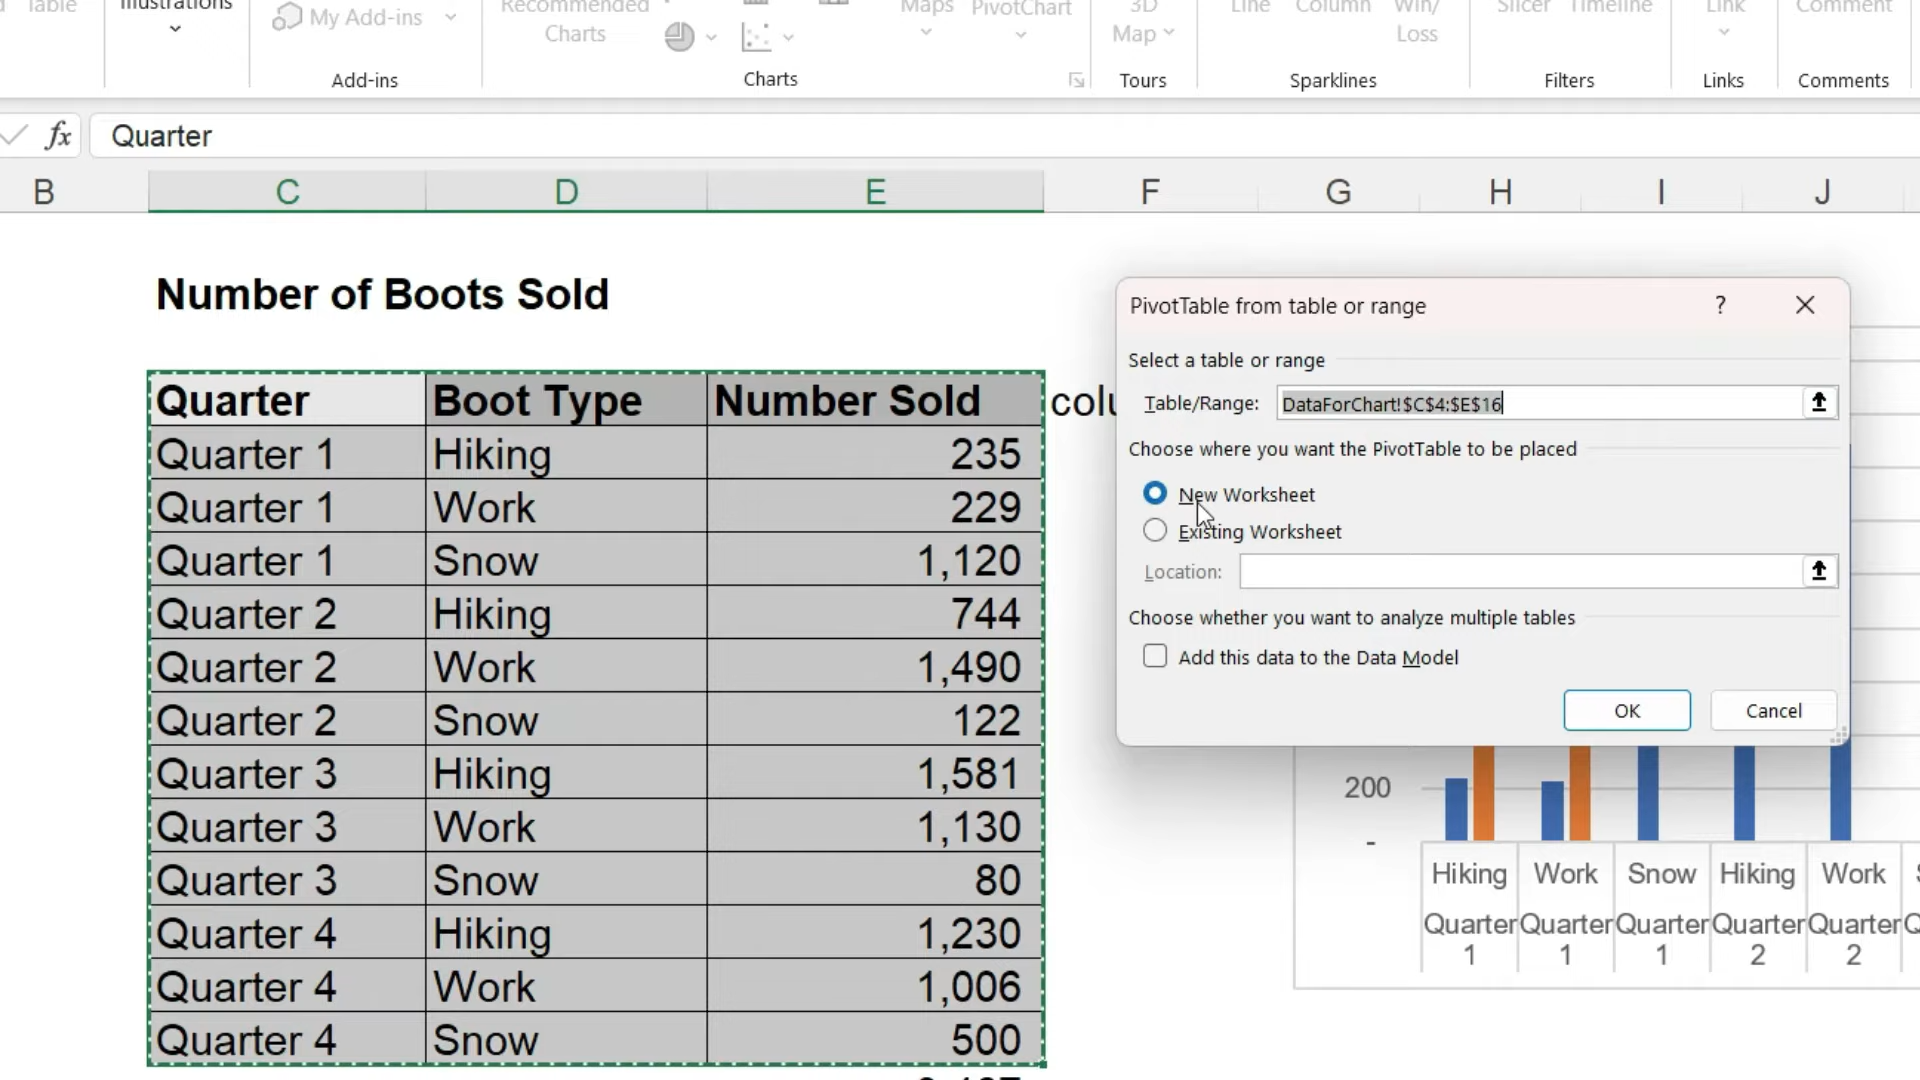 Table
Illustrations
My Add-ins
Add-ins
Recommended
Charts
Maps
PivotChart
Charts
3D
Map
Tours
Line
Column
Win/
Loss
Sparklines
Slicer
Timeline
Filters
Link
Links
Comment
Comments
fx
Quarter
B C D E F G H I J
Number of Boots Sold
Quarter Boot Type Number Sold
Quarter 1 Hiking 235
Quarter 1 Work 229
Quarter 1 Snow 1,120
Quarter 2 Hiking 744
Quarter 2 Work 1,490
Quarter 2 Snow 122
Quarter 3 Hiking 1,581
Quarter 3 Work 1,130
Quarter 3 Snow 80
Quarter 4 Hiking 1,230
Quarter 4 Work 1,006
Quarter 4 Snow 500
PivotTable from table or range ?
Select a table or range
Table/Range: DataForChart!$C$4:$E$16
Choose where you want the PivotTable to be placed
New Worksheet
Existing Worksheet
Location:
Choose whether you want to analyze multiple tables
Add this data to the Data Model
OK Cancel
200
-
Hiking Work Snow Hiking Work
Quarter Quarter Quarter Quarter Quarter
1 1 1 2 2